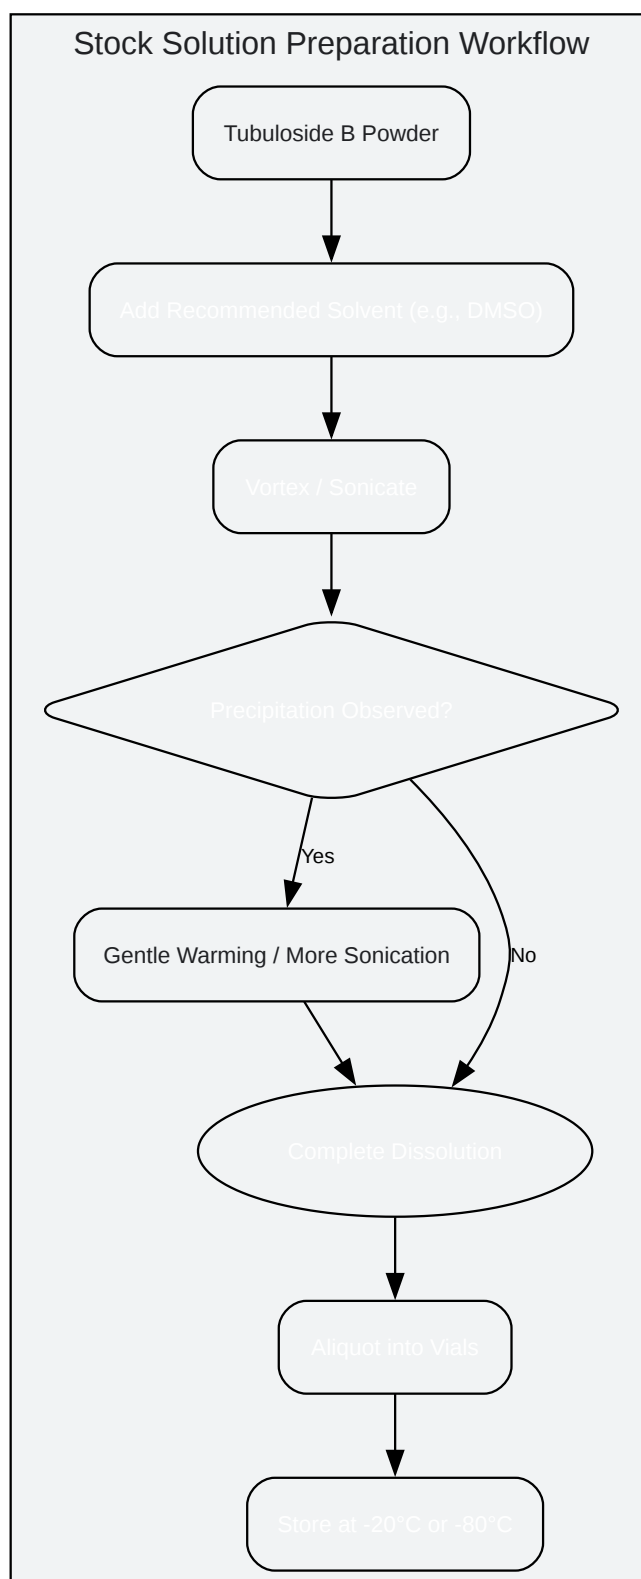 Stock Solution Preparation Workflow
Tubuloside B Powder
Add Recommended Solvent (e.g.. DMSO)
Vortex / Sonicate
Precipitation Observed?
Yes
Gentle Warming / More Sonication
No
Complete Dissolution
Aliquot into Vials
Store at -20°C or -80°C